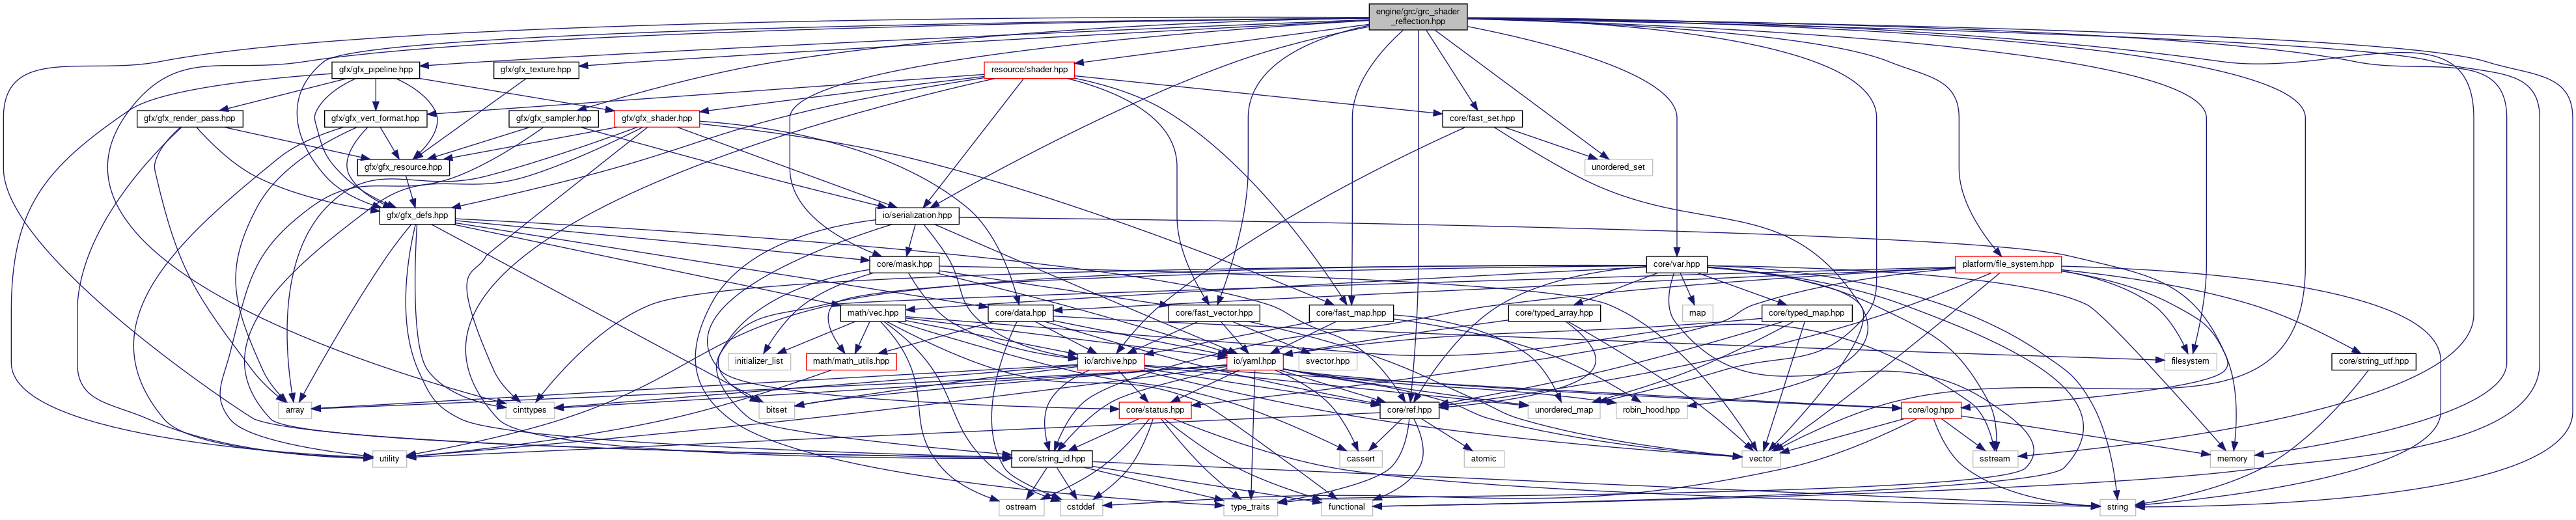 engine/grc/grc_shader
_reflection.hpp
gfx/gfx_pipeline.hpp
gfx/gfx_texture.hpp
resource/shader.hpp
gfx/gfx_render_pass.hpp
gfx/gfx_vert_format.hpp
gfx/gfx_sampler.hpp
gfx/gfx_shader.hpp
core/fast_set.hpp
gfx/gfx_resource.hpp
unordered_set
gfx/gfx_defs.hpp
io/serialization.hpp
core/mask.hpp
core/var.hpp
platform/file_system.hpp
math/vec.hpp
core/data.hpp
core/fast_vector.hpp
core/fast_map.hpp
core/typed_array.hpp
map
core/typed_map.hpp
initializer_list
math/math_utils.hpp
io/archive.hpp
io/yaml.hpp
svector.hpp
filesystem
core/string_utf.hpp
array
cinttypes
bitset
core/status.hpp
core/ref.hpp
unordered_map
robin_hood.hpp
core/log.hpp
utility
core/string_id.hpp
cassert
atomic
vector
sstream
memory
ostream
cstddef
type_traits
functional
string